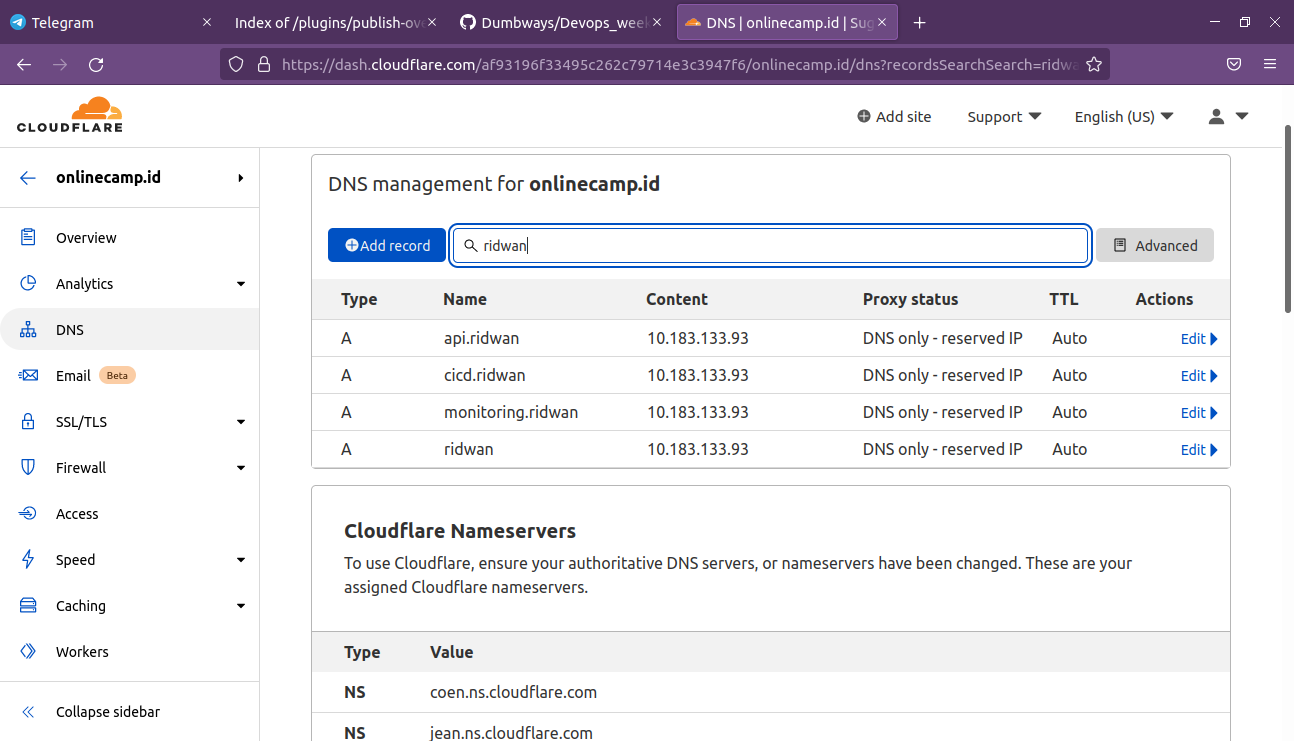 Telegram
Index of /plugins/publish-ove
Dumbways/Devops_week
DNS | onlinecamp.id | Sug
https://dash.cloudflare.com/af93196f33495c262c79714e3c3947f6/onlinecamp.id/dns?recordsSearchSearch=ridwa
CLOUDFLARE
Add site
Support
English (US)
onlinecamp.id
Overview
Analytics
DNS
Email Beta
SSL/TLS
Firewall
Access
Speed
Caching
Workers
Collapse sidebar
DNS management for onlinecamp.id
Add record
ridwan
Advanced
Type Name Content Proxy status TTL Actions
A api.ridwan 10.183.133.93 DNS only - reserved IP Auto Edit
A cicd.ridwan 10.183.133.93 DNS only - reserved IP Auto Edit
A monitoring.ridwan 10.183.133.93 DNS only - reserved IP Auto Edit
A ridwan 10.183.133.93 DNS only - reserved IP Auto Edit
Cloudflare Nameservers
To use Cloudflare, ensure your authoritative DNS servers, or nameservers have been changed. These are your
assigned Cloudflare nameservers.
Type Value
NS coen.ns.cloudflare.com
NS jean.ns.cloudflare.com